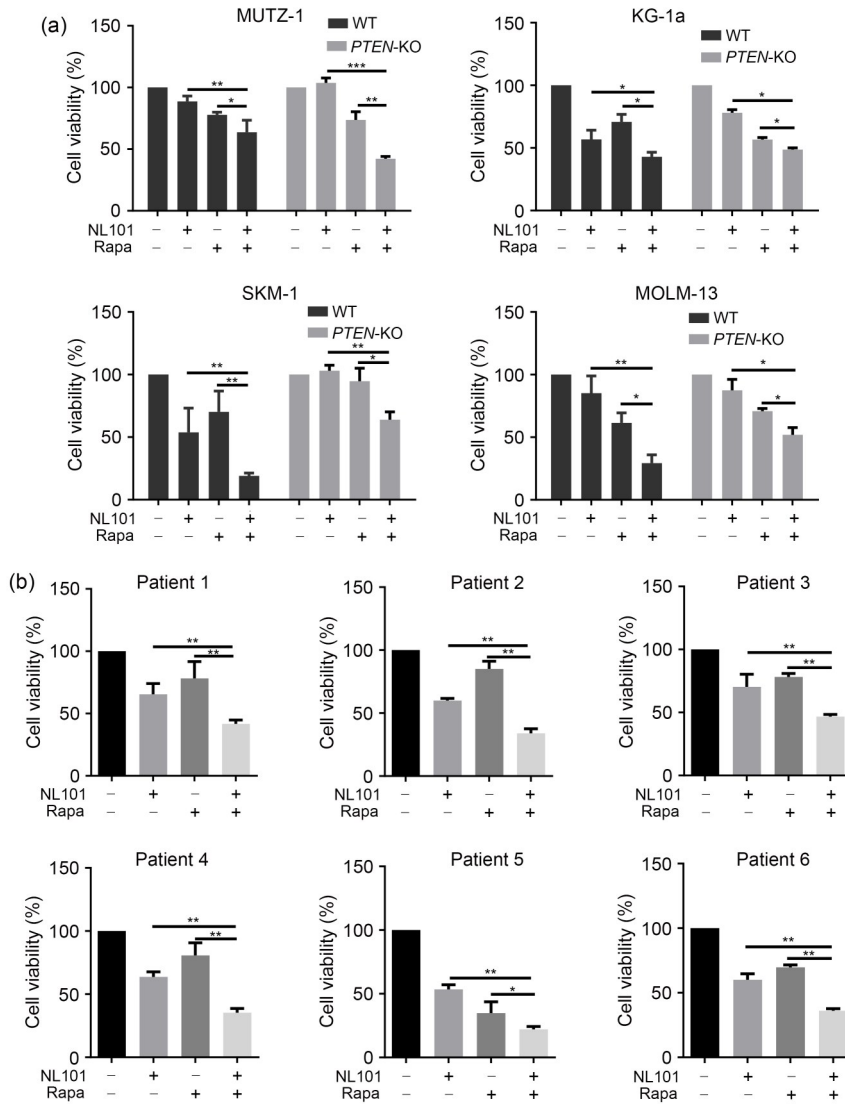 (a)
MUTZ-1
WT
PTEN-KO
Cell viability (%)
150
100
50
0
** * *** **
NL101 – + – + – + – +
Rapa – – + + – – + +
KG-1a
WT
PTEN-KO
Cell viability (%)
150
100
50
0
* * * *
NL101 – + – + – + – +
Rapa – – + + – – + +
SKM-1
WT
PTEN-KO
Cell viability (%)
150
100
50
0
** ** ** *
NL101 – + – + – + – +
Rapa – – + + – – + +
MOLM-13
WT
PTEN-KO
Cell viability (%)
150
100
50
0
** * * *
NL101 – + – + – + – +
Rapa – – + + – – + +
(b)
Patient 1
Cell viability (%)
150
100
50
0
**
**
NL101 – + – +
Rapa – – + +
Patient 2
Cell viability (%)
150
100
50
0
**
**
NL101 – + – +
Rapa – – + +
Patient 3
Cell viability (%)
150
100
50
0
**
**
NL101 – + – +
Rapa – – + +
Patient 4
Cell viability (%)
150
100
50
0
**
**
NL101 – + – +
Rapa – – + +
Patient 5
Cell viability (%)
150
100
50
0
**
*
NL101 – + – +
Rapa – – + +
Patient 6
Cell viability (%)
150
100
50
0
**
**
NL101 – + – +
Rapa – – + +